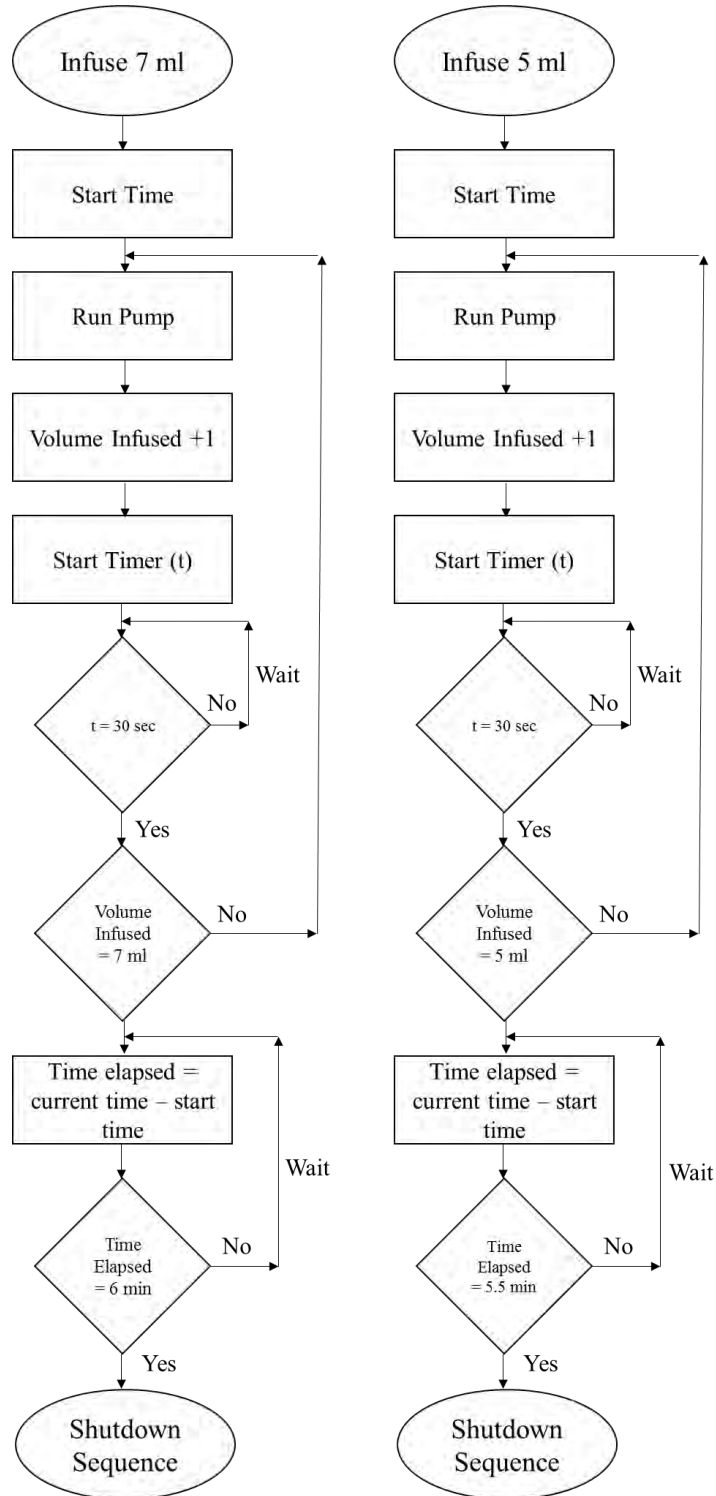 Infuse 7 ml
Start Time
Run Pump
Volume Infused +1
Start Timer (t)
Wait
No
t = 30 sec
Yes
Volume
Infused
= 7 ml
No
Time elapsed =
current time – start
time
Wait
Time
Elapsed
= 6 min
No
Yes
Shutdown
Sequence
Infuse 5 ml
Start Time
Run Pump
Volume Infused +1
Start Timer (t)
Wait
No
t = 30 sec
Yes
Volume
Infused
= 5 ml
No
Time elapsed =
current time – start
time
Wait
Time
Elapsed
= 5.5 min
No
Yes
Shutdown
Sequence